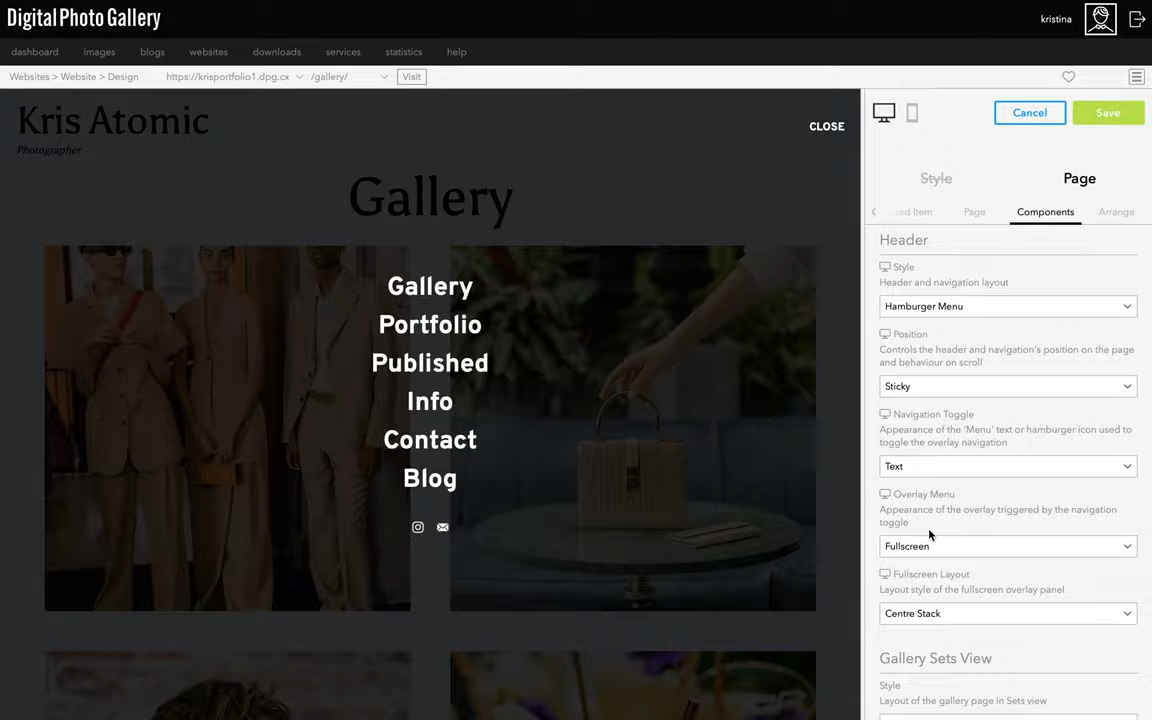 Digital Photo Gallery
kristina
dashboard images blogs websites downloads services statistics help
Websites > Website > Design https://krisportfolio1.dpg.cx /gallery/ Visit
Kris Atomic
Photographer
CLOSE
Gallery
Gallery
Portfolio
Published
Info
Contact
Blog
Cancel Save
Style Page
ed Item Page Components Arrange
Header
Style
Header and navigation layout
Hamburger Menu
Position
Controls the header and navigation's position on the page
and behaviour on scroll
Sticky
Navigation Toggle
Appearance of the 'Menu' text or hamburger icon used to
toggle the overlay navigation
Text
Overlay Menu
Appearance of the overlay triggered by the navigation
toggle
Fullscreen
Fullscreen Layout
Layout style of the fullscreen overlay panel
Centre Stack
Gallery Sets View
Style
Layout of the gallery page in Sets view